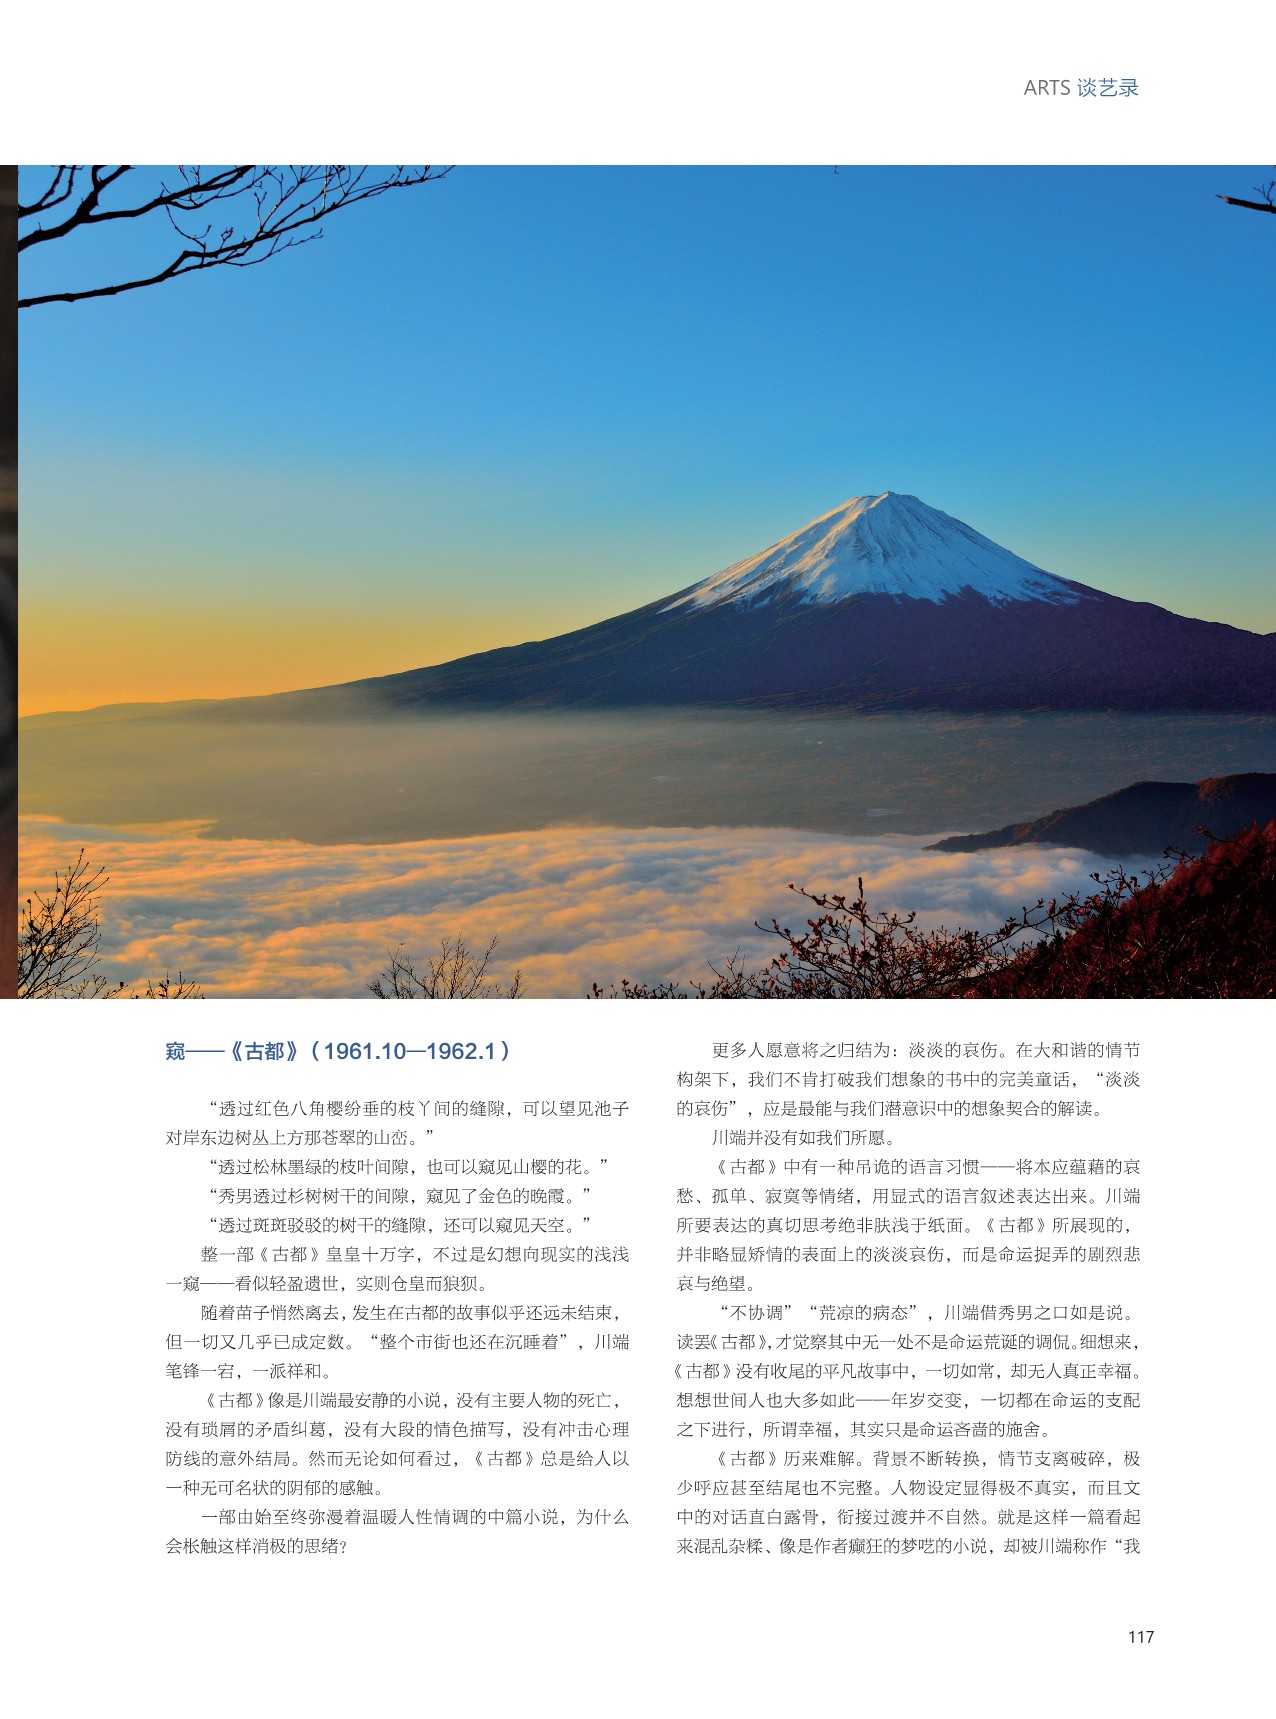 ARTS 谈艺录
窥——《古都》（1961.10—1962.1）
“透过红色八角樱纷垂的枝丫间的缝隙，可以望见池子
对岸东边树丛上方那苍翠的山峦。”
“透过松林墨绿的枝叶间隙，也可以窥见山樱的花。”
“秀男透过杉树树干的间隙，窥见了金色的晚霞。”
“透过斑斑驳驳的树干的缝隙，还可以窥见天空。”
整一部《古都》皇皇十万字，不过是幻想向现实的浅浅
一窥——看似轻盈遗世，实则仓皇而狼狈。
随着苗子悄然离去，发生在古都的故事似乎还远未结束，
但一切又几乎已成定数。“整个市街也还在沉睡着”，川端
笔锋一宕，一派祥和。
《古都》像是川端最安静的小说，没有主要人物的死亡，
没有琐屑的矛盾纠葛，没有大段的情色描写，没有冲击心理
防线的意外结局。然而无论如何看过，《古都》总是给人以
一种无可名状的阴郁的感触。
一部由始至终弥漫着温暖人性情调的中篇小说，为什么
会枨触这样消极的思绪？
更多人愿意将之归结为：淡淡的哀伤。在大和谐的情节
构架下，我们不肯打破我们想象的书中的完美童话，“淡淡
的哀伤”，应是最能与我们潜意识中的想象契合的解读。
川端并没有如我们所愿。
《古都》中有一种吊诡的语言习惯——将本应蕴藉的哀
愁、孤单、寂寞等情绪，用显式的语言叙述表达出来。川端
所要表达的真切思考绝非肤浅于纸面。《古都》所展现的，
并非略显矫情的表面上的淡淡哀伤，而是命运捉弄的剧烈悲
哀与绝望。
“不协调”“荒凉的病态”，川端借秀男之口如是说。
读罢《古都》，才觉察其中无一处不是命运荒诞的调侃。细想来，
《古都》没有收尾的平凡故事中，一切如常，却无人真正幸福。
想想世间人也大多如此——年岁交变，一切都在命运的支配
之下进行，所谓幸福，其实只是命运吝啬的施舍。
《古都》历来难解。背景不断转换，情节支离破碎，极
少呼应甚至结尾也不完整。人物设定显得极不真实，而且文
中的对话直白露骨，衔接过渡并不自然。就是这样一篇看起
来混乱杂糅、像是作者癫狂的梦呓的小说，却被川端称作“我
117